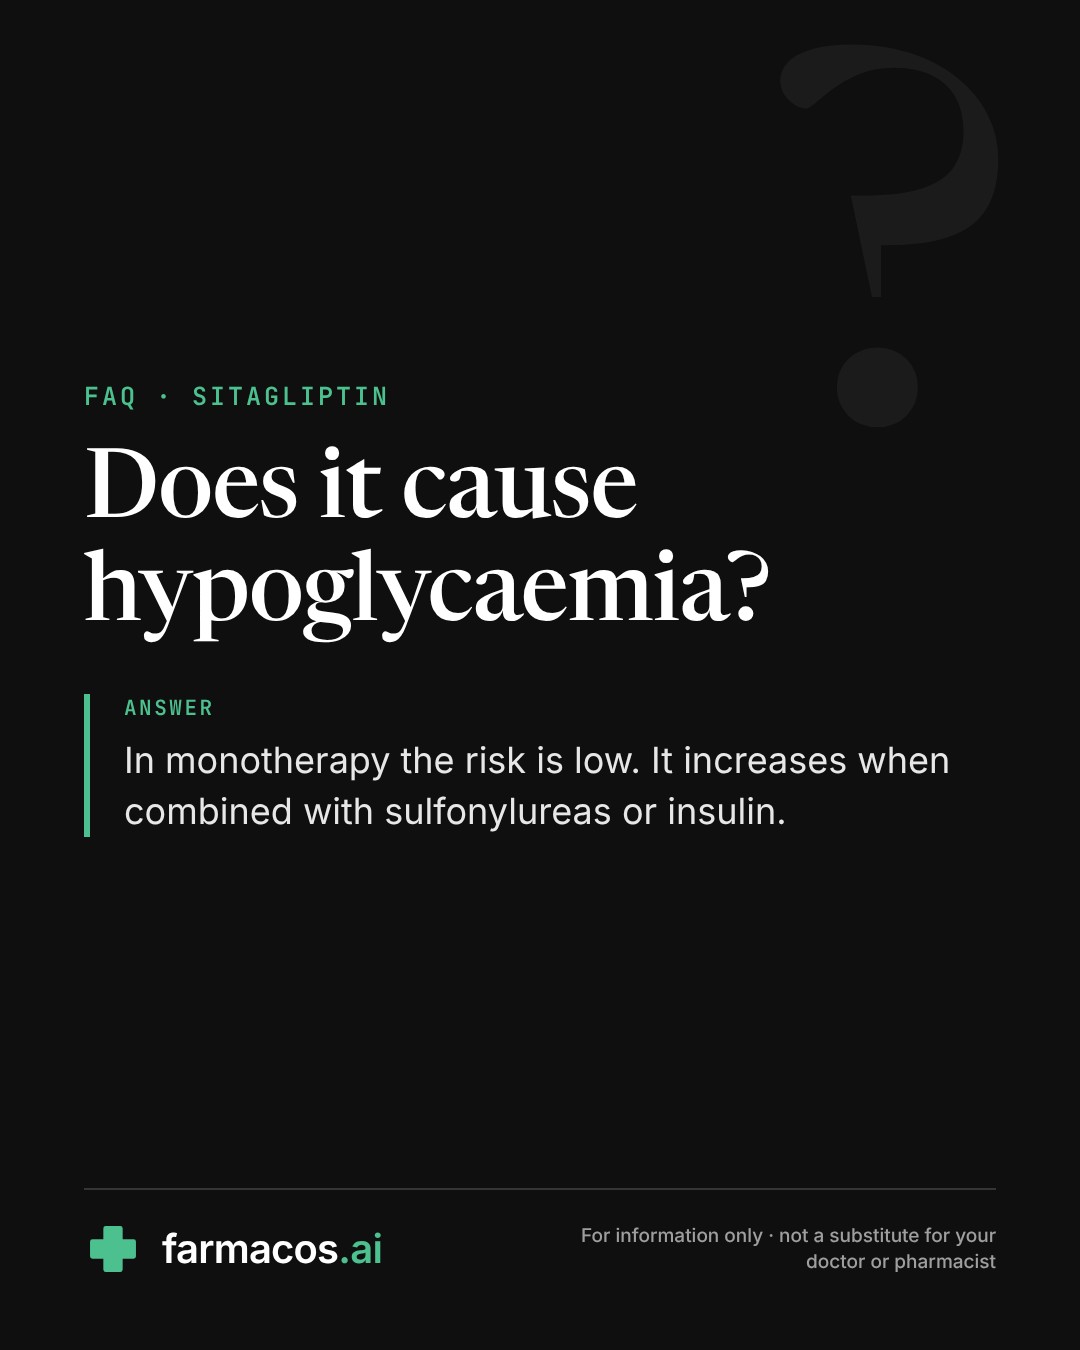 ?
FAQ · SITAGLIPTIN
Does it cause
hypoglycaemia?
ANSWER
In monotherapy the risk is low. It increases when
combined with sulfonylureas or insulin.
farmacos.ai
For information only · not a substitute for your
doctor or pharmacist